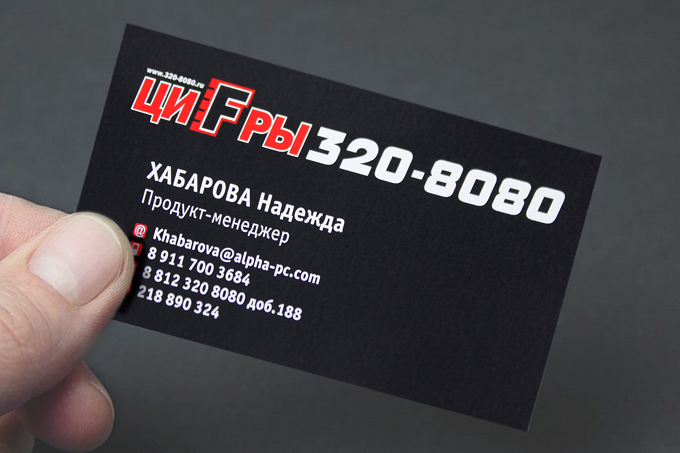 www.320-8080.ru
ЦИFРЫ 320-8080
ХАБАРОВА Надежда
Продукт-менеджер
@ Khabarova@alpha-pc.com
8 911 700 3684
8 812 320 8080 доб.188
218 890 324